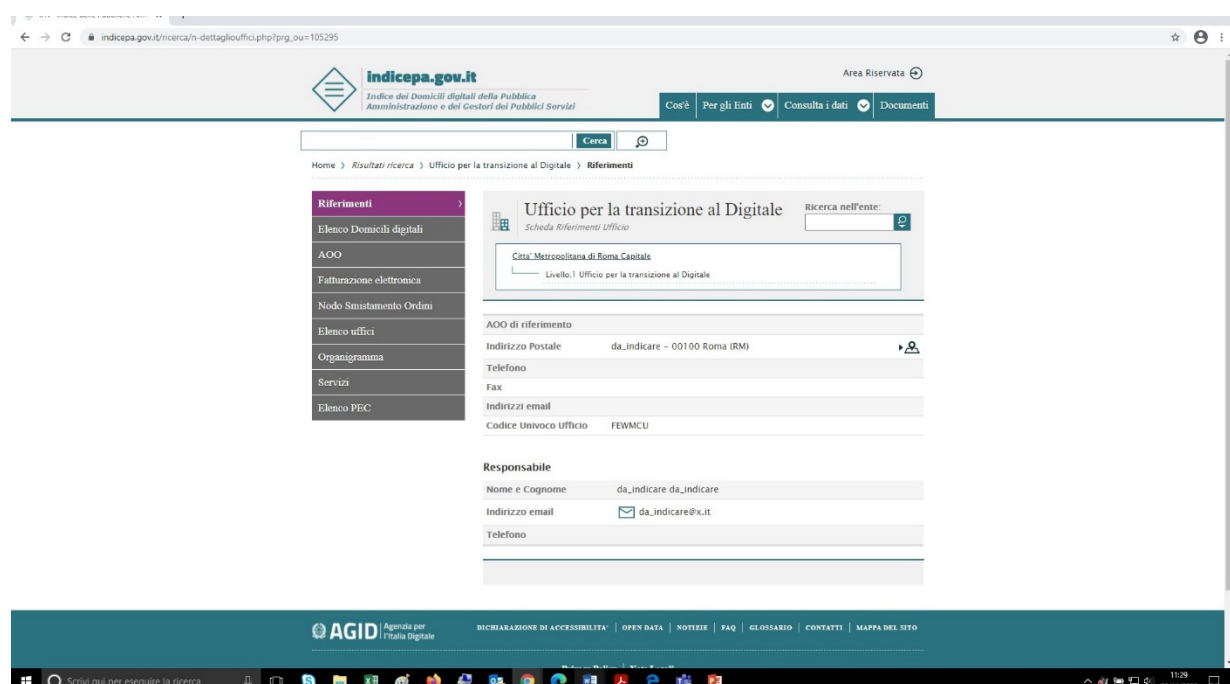 indicepa.gov.it/ricerca/n-dettagliouffici.php?prg_ou=105295
indicepa.gov.it
Area Riservata
Indice dei Domicili digitali della Pubblica
Amministrazione e dei Gestori dei Pubblici Servizi
Cos'è Per gli Enti Consulta i dati Documenti
Cerca
Home > Risultati ricerca > Ufficio per la transizione al Digitale > Riferimenti
Riferimenti
Elenco Domicili digitali
AOO
Fatturazione elettronica
Nodo Smistamento Ordini
Elenco uffici
Organigramma
Servizi
Elenco PEC
Ufficio per la transizione al Digitale
Scheda Riferimenti Ufficio
Ricerca nell'ente:
Citta' Metropolitana di Roma Capitale
Livello.1 Ufficio per la transizione al Digitale
AOO di riferimento
Indirizzo Postale da_indicare - 00100 Roma (RM)
Telefono
Fax
Indirizzi email
Codice Univoco Ufficio FEWMCU
Responsabile
Nome e Cognome da_indicare da_indicare
Indirizzo email da_indicare@x.it
Telefono
AGID Agenzia per
l'Italia Digitale
DICHIARAZIONE DI ACCESSIBILITA' | OPEN DATA | NOTIZIE | FAQ | GLOSSARIO | CONTATTI | MAPPA DEL SITO
Scrivi qui per eseguire la ricerca
11:29